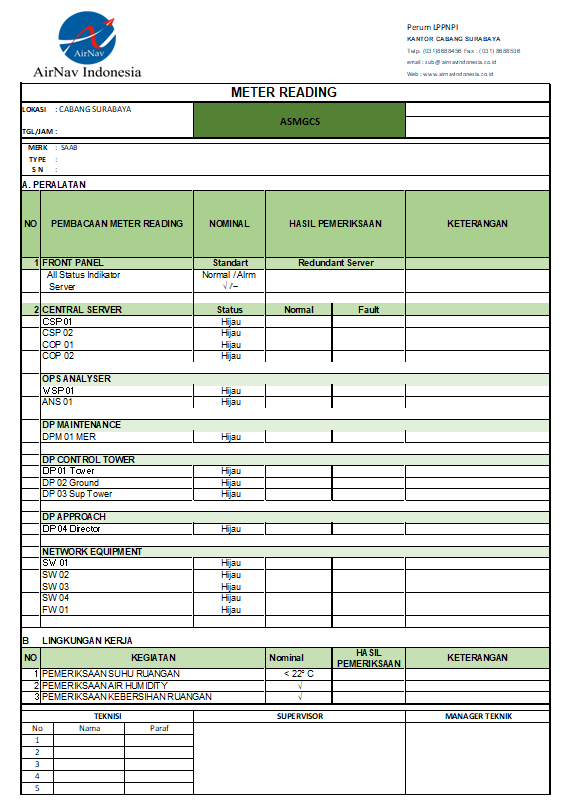 AirNav
AirNav Indonesia
Perum LPPNPI
KANTOR CABANG SURABAYA
Telp. (031)8688456 Fax : (031) 8688536
email : sub@airnavindonesia.co.id
Web : www.airnavindonesia.co.id
METER READING
LOKASI : CABANG SURABAYA
ASMGCS
TGL/JAM :
MERK : SAAB
TYPE :
S N :
A. PERALATAN
NO PEMBACAAN METER READING NOMINAL HASIL PEMERIKSAAN KETERANGAN
1 FRONT PANEL Standart Redundant Server
All Status Indikator Normal / Alrm
Server √ / --
2 CENTRAL SERVER Status Normal Fault
CSP 01 Hijau
CSP 02 Hijau
COP 01 Hijau
COP 02 Hijau
OPS ANALYSER
WSP 01 Hijau
ANS 01 Hijau
DP MAINTENANCE
DPM 01 MER Hijau
DP CONTROL TOWER
DP 01 Tower Hijau
DP 02 Ground Hijau
DP 03 Sup Tower Hijau
DP APPROACH
DP 04 Director Hijau
NETWORK EQUIPMENT
SW 01 Hijau
SW 02 Hijau
SW 03 Hijau
SW 04 Hijau
FW 01 Hijau
B LINGKUNGAN KERJA
NO KEGIATAN Nominal HASIL PEMERIKSAAN KETERANGAN
1 PEMERIKSAAN SUHU RUANGAN < 22° C
2 PEMERIKSAAN AIR HUMIDITY √
3 PEMERIKSAAN KEBERSIHAN RUANGAN √
TEKNISI SUPERVISOR MANAGER TEKNIK
No Nama Paraf
1
2
3
4
5